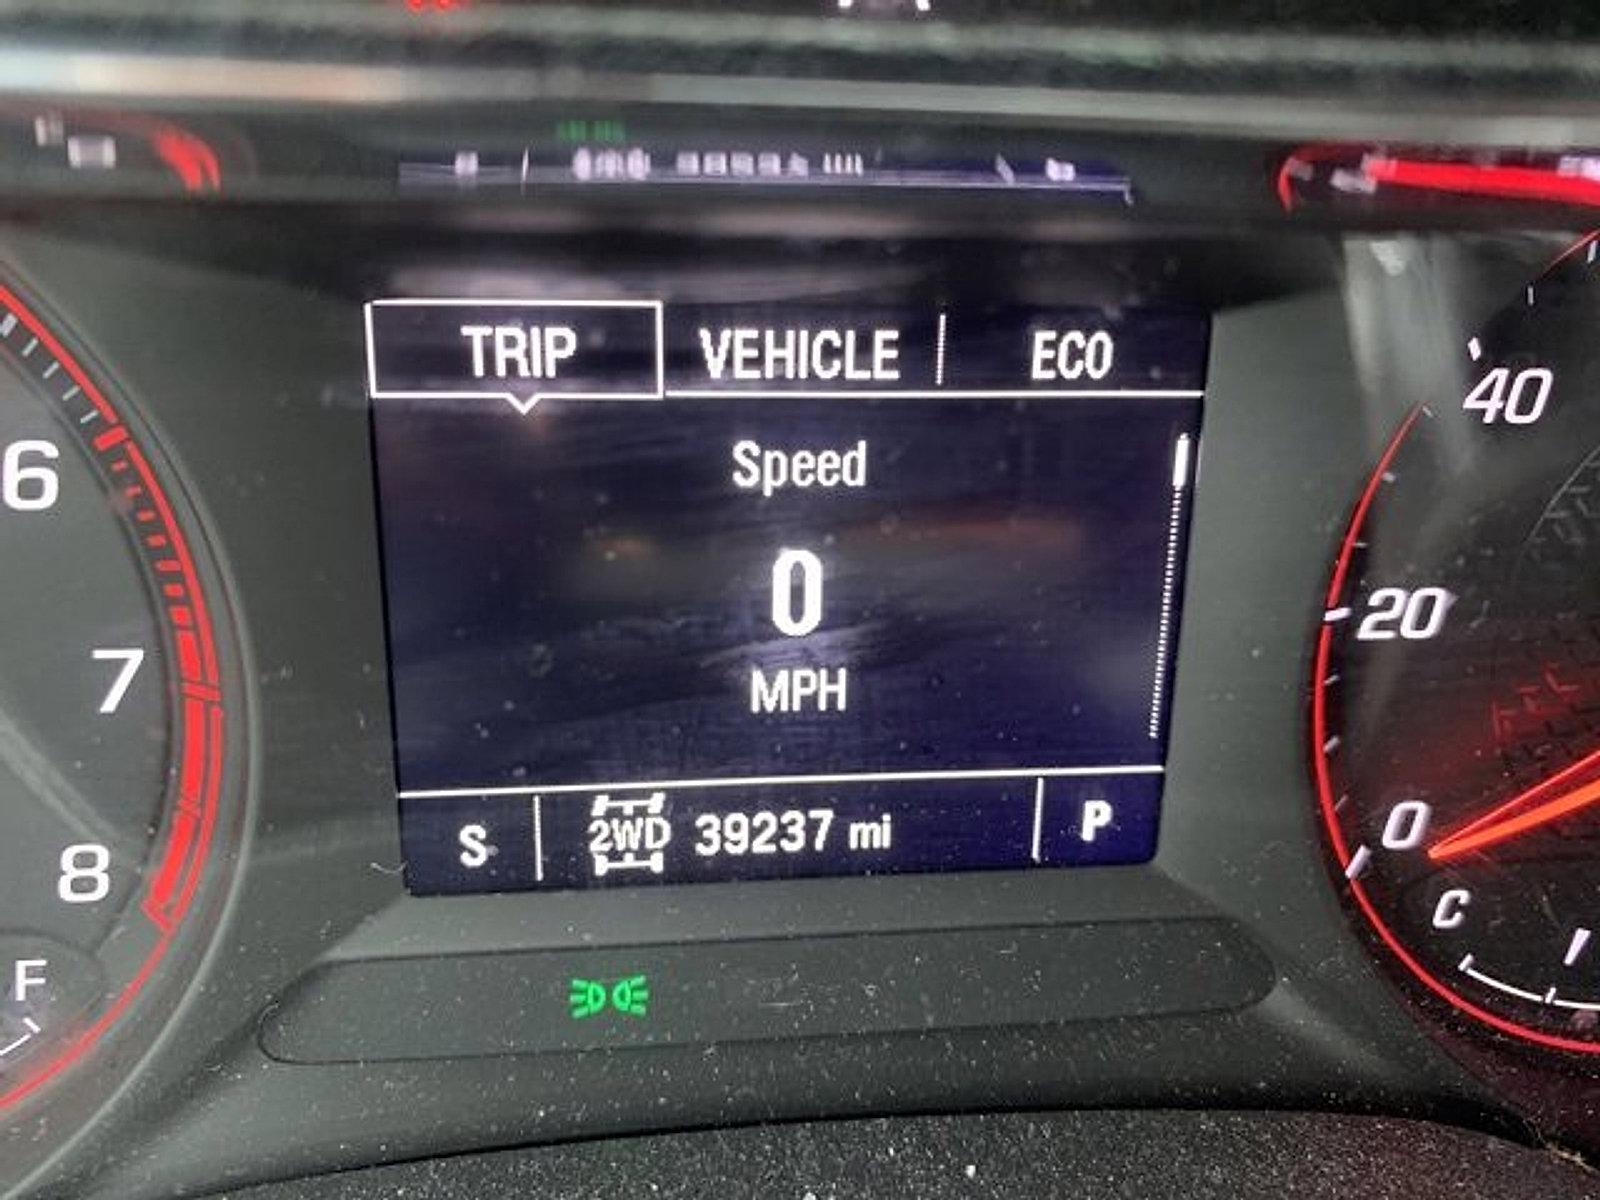 TRIP VEHICLE ECO
Speed
0
MPH
S 2WD 39237 mi P
6
7
8
F
40
20
0
C